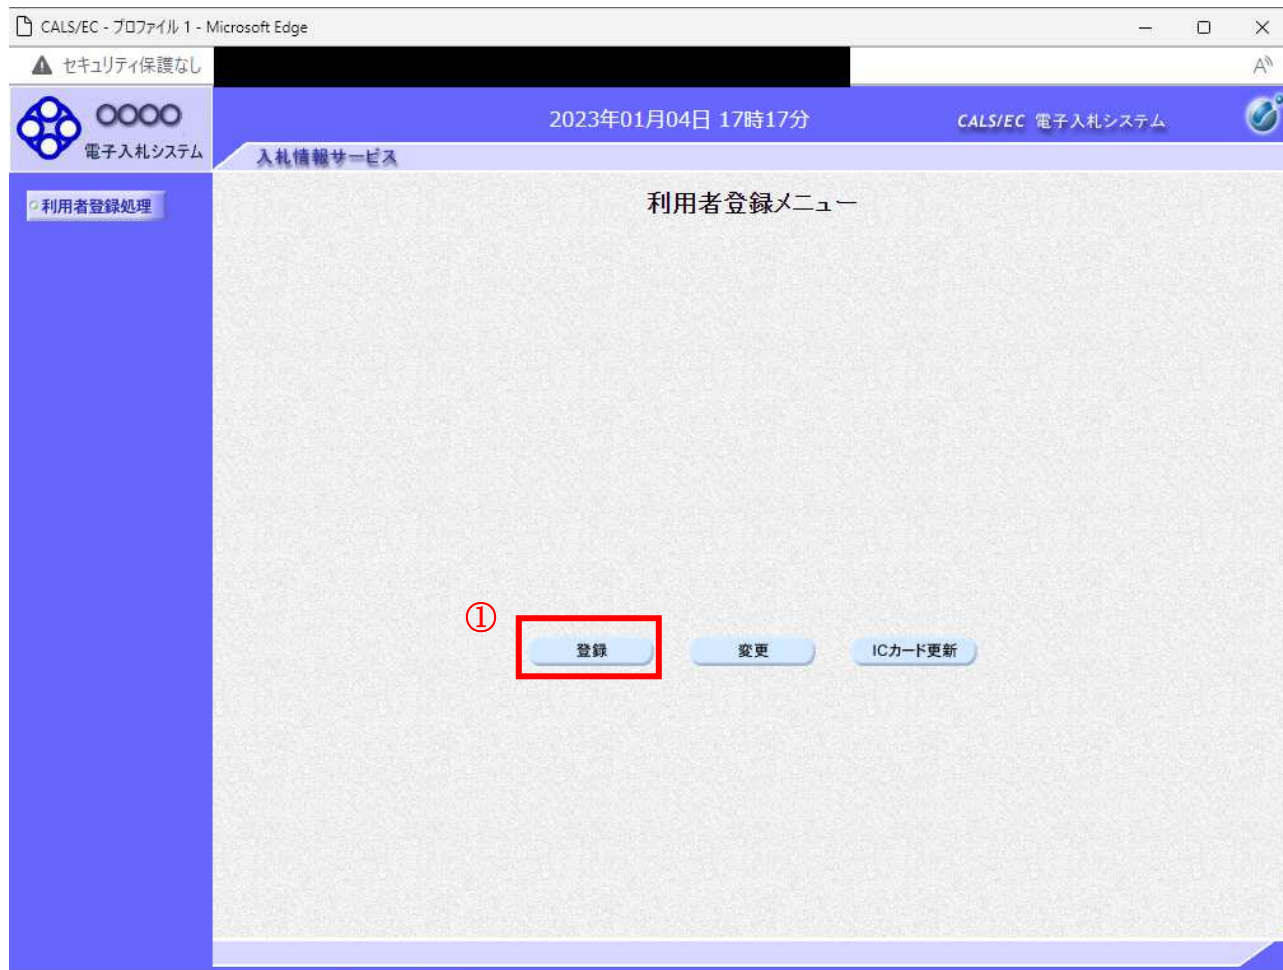 CALS/EC - プロファイル 1 - Microsoft Edge
セキュリティ保護なし
OOOO
電子入札システム
2023年01月04日 17時17分
CALS/EC 電子入札システム
入札情報サービス
利用者登録処理
利用者登録メニュー
①
登録 変更 ICカード更新